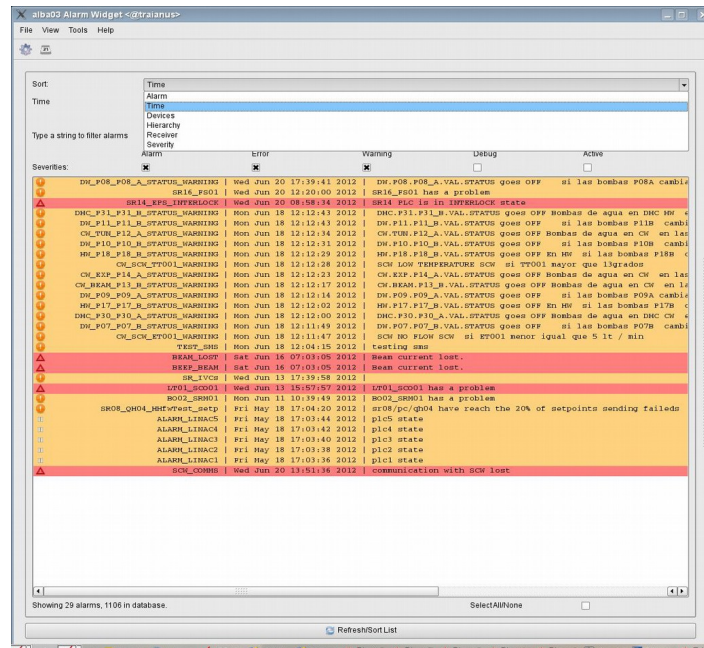 alba03 Alarm Widget <@traianus>
File View Tools Help
Sort: Time
Time
Alarm
Time
Devices
Hierarchy
Receiver
Severity
Type a string to filter alarms
Alarm Error Warning Debug Active
Severities:
DW_P08_P08_A_STATUS_WARNING | Wed Jun 20 17:39:41 2012 | DW.P08.P08_A.VAL.STATUS goes OFF si las bombas P08A cambia
SR16_FS01 | Wed Jun 20 12:20:00 2012 | SR16_FS01 has a problem
SR14_EPS_INTERLOCK | Wed Jun 20 08:58:34 2012 | SR14 PLC is in INTERLOCK state
DHC_P31_P31_B_STATUS_WARNING | Mon Jun 18 12:12:43 2012 | DHC.P31.P31_B.VAL.STATUS goes OFF Bombas de agua en DHC HW e
DW_P11_P11_B_STATUS_WARNING | Mon Jun 18 12:12:43 2012 | DW.P11.P11_B.VAL.STATUS goes OFF si las bombas P11B cambi
CW_TUN_P12_A_STATUS_WARNING | Mon Jun 18 12:12:34 2012 | CW.TUN.P12_A.VAL.STATUS goes OFF Bombas de agua en CW en las
DW_P10_P10_B_STATUS_WARNING | Mon Jun 18 12:12:31 2012 | DW.P10.P10_B.VAL.STATUS goes OFF si las bombas P10B cambi
HW_P18_P18_B_STATUS_WARNING | Mon Jun 18 12:12:29 2012 | HW.P18.P18_B.VAL.STATUS goes OFF En HW si las bombas P18B c
CW_SCW_TT001_WARNING | Mon Jun 18 12:12:28 2012 | SCW LOW TEMPERATURE SCW si TT001 mayor que 13grados
CW_EXP_P14_A_STATUS_WARNING | Mon Jun 18 12:12:23 2012 | CW.EXP.P14_A.VAL.STATUS goes OFF Bombas de agua en CW en las
CW_BEAM_P13_B_STATUS_WARNING | Mon Jun 18 12:12:17 2012 | CW.BEAM.P13_B.VAL.STATUS goes OFF Bombas de agua en CW en la
DW_P09_P09_A_STATUS_WARNING | Mon Jun 18 12:12:14 2012 | DW.P09.P09_A.VAL.STATUS goes OFF si las bombas P09A cambia
HW_P17_P17_B_STATUS_WARNING | Mon Jun 18 12:12:02 2012 | HW.P17.P17_B.VAL.STATUS goes OFF En HW si las bombas P17B c
DHC_P30_P30_A_STATUS_WARNING | Mon Jun 18 12:12:00 2012 | DHC.P30.P30_A.VAL.STATUS goes OFF Bombas de agua en DHC CW e
DW_P07_P07_B_STATUS_WARNING | Mon Jun 18 12:11:49 2012 | DW.P07.P07_B.VAL.STATUS goes OFF si las bombas P07B cambi
CW_SCW_ET001_WARNING | Mon Jun 18 12:11:47 2012 | SCW NO FLOW SCW si ET001 menor igual que 5 lt / min
TEST_SMS | Mon Jun 18 12:04:15 2012 | testing sms
BEAM_LOST | Sat Jun 16 07:03:05 2012 | Beam current lost.
BEEP_BEAM | Sat Jun 16 07:03:05 2012 | Beam current lost.
SR_IVCs | Wed Jun 13 17:39:58 2012 |
LT01_SCO01 | Wed Jun 13 15:57:57 2012 | LT01_SCO01 has a problem
BO02_SRM01 | Mon Jun 11 10:39:49 2012 | BO02_SRM01 has a problem
SR08_QH04_HHfWTest_setp | Fri May 18 17:04:20 2012 | sr08/pc/qh04 have reach the 20% of setpoints sending faileds
ALARM_LINAC5 | Fri May 18 17:03:44 2012 | plc5 state
ALARM_LINAC4 | Fri May 18 17:03:42 2012 | plc4 state
ALARM_LINAC3 | Fri May 18 17:03:40 2012 | plc3 state
ALARM_LINAC2 | Fri May 18 17:03:38 2012 | plc2 state
ALARM_LINAC1 | Fri May 18 17:03:36 2012 | plc1 state
SCW_COMMS | Wed Jun 20 13:51:36 2012 | communication with SCW lost
Showing 29 alarms, 1106 in database. SelectAll/None
Refresh/Sort List